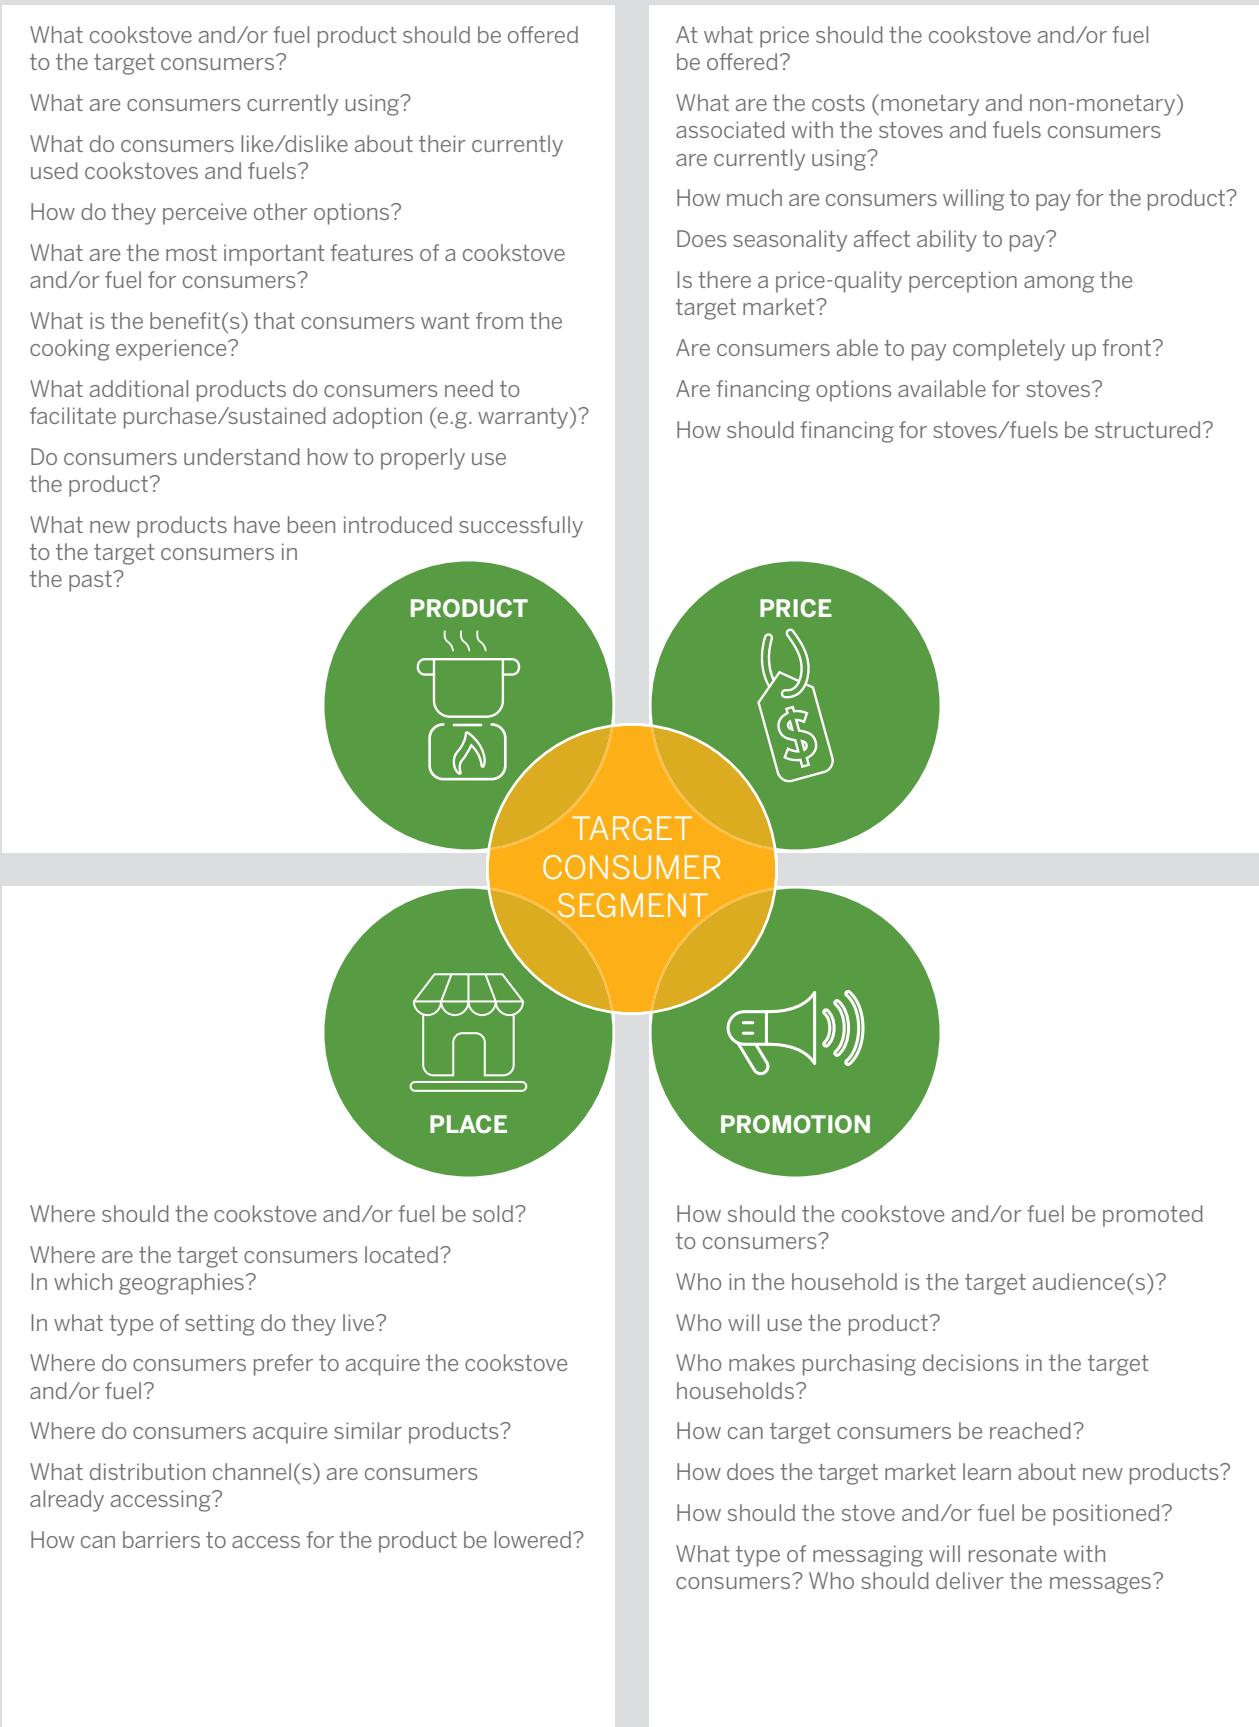 What cookstove and/or fuel product should be offered
to the target consumers?
What are consumers currently using?
What do consumers like/dislike about their currently
used cookstoves and fuels?
How do they perceive other options?
What are the most important features of a cookstove
and/or fuel for consumers?
What is the benefit(s) that consumers want from the
cooking experience?
What additional products do consumers need to
facilitate purchase/sustained adoption (e.g. warranty)?
Do consumers understand how to properly use
the product?
What new products have been introduced successfully
to the target consumers in
the past?
PRODUCT
At what price should the cookstove and/or fuel
be offered?
What are the costs (monetary and non-monetary)
associated with the stoves and fuels consumers
are currently using?
How much are consumers willing to pay for the product?
Does seasonality affect ability to pay?
Is there a price-quality perception among the
target market?
Are consumers able to pay completely up front?
Are financing options available for stoves?
How should financing for stoves/fuels be structured?
PRICE
$
TARGET
CONSUMER
SEGMENT
PLACE
Where should the cookstove and/or fuel be sold?
Where are the target consumers located?
In which geographies?
In what type of setting do they live?
Where do consumers prefer to acquire the cookstove
and/or fuel?
Where do consumers acquire similar products?
What distribution channel(s) are consumers
already accessing?
How can barriers to access for the product be lowered?
PROMOTION
How should the cookstove and/or fuel be promoted
to consumers?
Who in the household is the target audience(s)?
Who will use the product?
Who makes purchasing decisions in the target
households?
How can target consumers be reached?
How does the target market learn about new products?
How should the stove and/or fuel be positioned?
What type of messaging will resonate with
consumers? Who should deliver the messages?